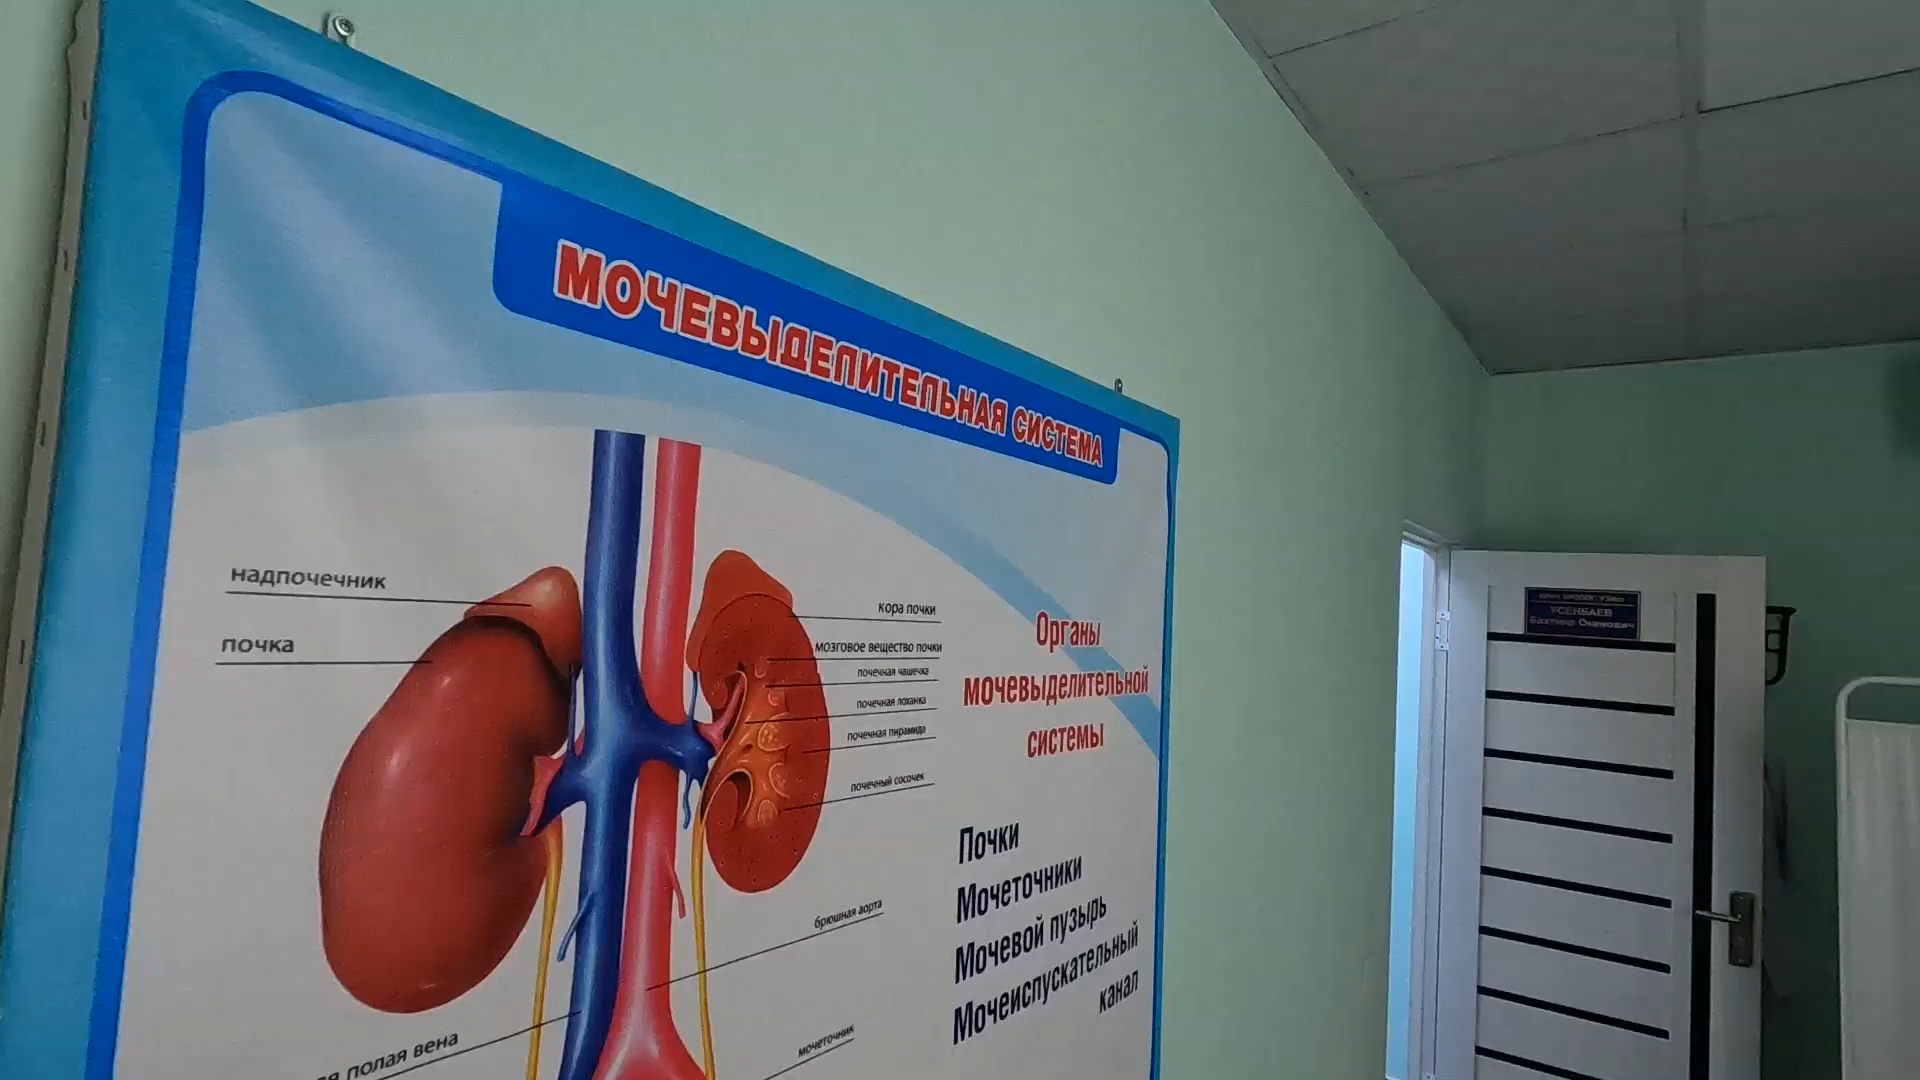 МОЧЕВЫДЕЛИТЕЛЬНАЯ СИСТЕМА
надпочечник
почка
полая вена
кора почки
мозговое вещество почки
почечная чашечка
почечная лоханка
почечная пирамида
почечный сосочек
брюшная аорта
мочеточник
Органы
мочевыделительной
системы
Почки
Мочеточники
Мочевой пузырь
Мочеиспускательный
канал
УСЕНБАЕВ
Бахтияр